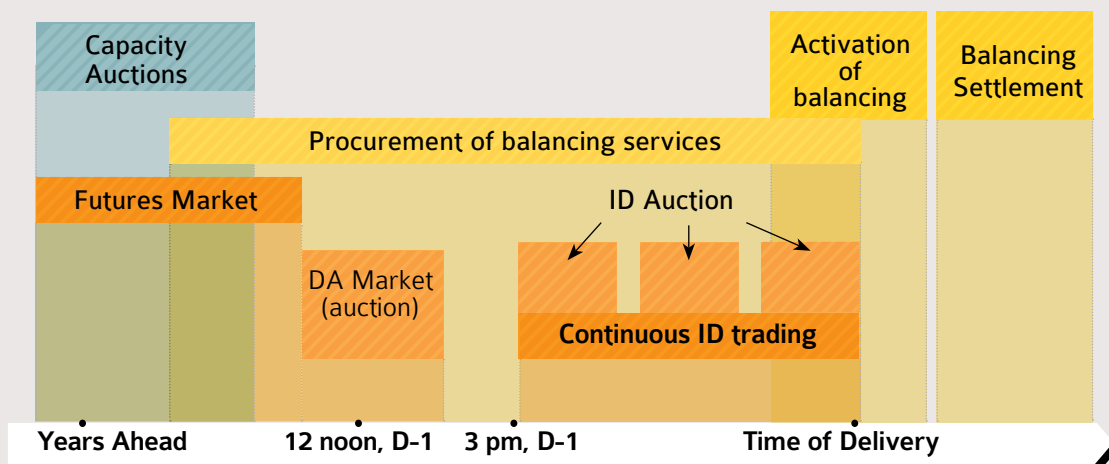 Capacity
Auctions
Activation
of
balancing
Balancing
Settlement
Procurement of balancing services
Futures Market
ID Auction
DA Market
(auction)
Continuous ID trading
Years Ahead
12 noon, D-1
3 pm, D-1
Time of Delivery